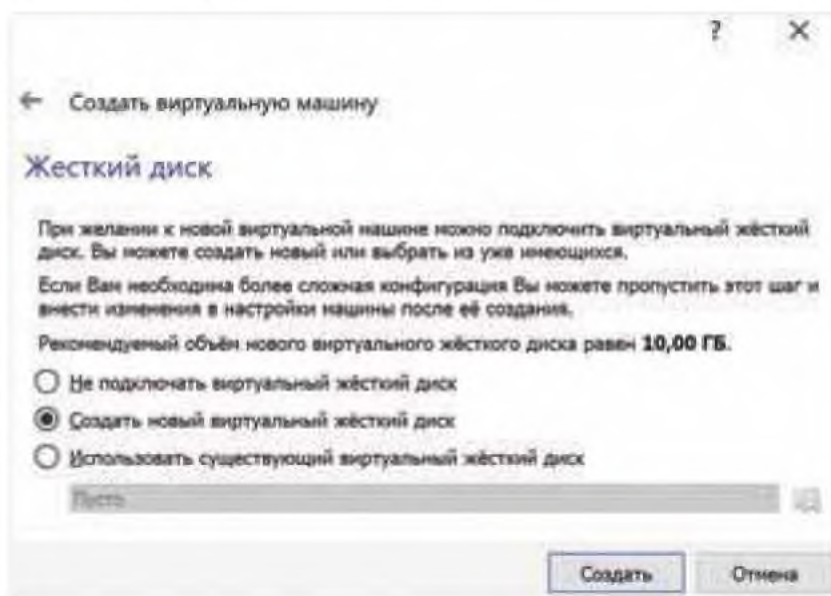 ? ✕
← Создать виртуальную машину
Жесткий диск
При желании к новой виртуальной машине можно подключить виртуальный жёсткий
диск. Вы можете создать новый или выбрать из уже имеющихся.
Если Вам необходима более сложная конфигурация Вы можете пропустить этот шаг и
внести изменения в настройки машины после её создания.
Рекомендуемый объём нового виртуального жёсткого диска равен 10,00 ГБ.
Не подключать виртуальный жёсткий диск
Создать новый виртуальный жёсткий диск
Использовать существующий виртуальный жёсткий диск
Пусто
Создать Отмена